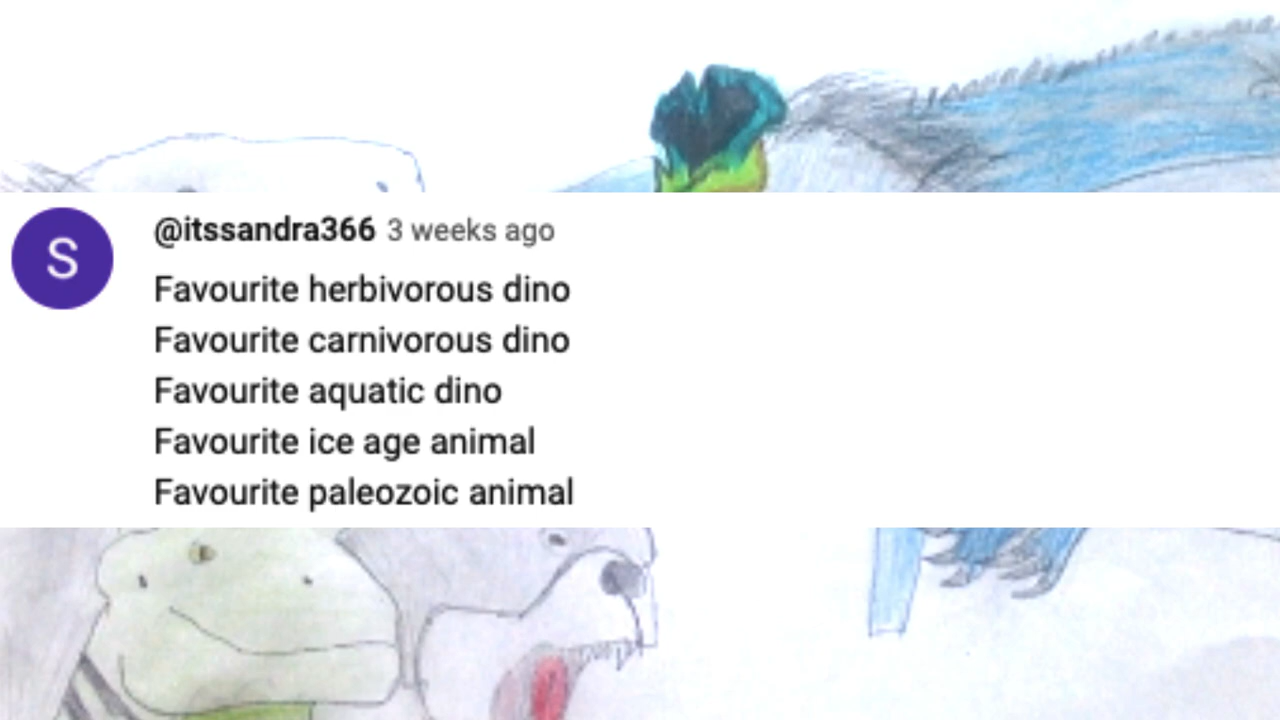 S
@itssandra366 3 weeks ago
Favourite herbivorous dino
Favourite carnivorous dino
Favourite aquatic dino
Favourite ice age animal
Favourite paleozoic animal